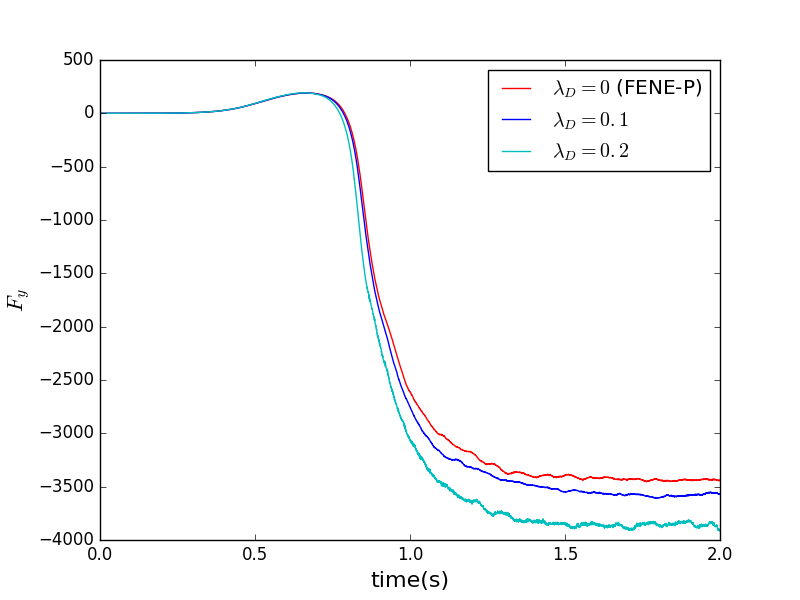 500
0
−500
−1000
−1500
−2000
−2500
−3000
−3500
−4000
F_y
0.0 0.5 1.0 1.5 2.0
time(s)
λ_D = 0 (FENE-P)
λ_D = 0.1
λ_D = 0.2